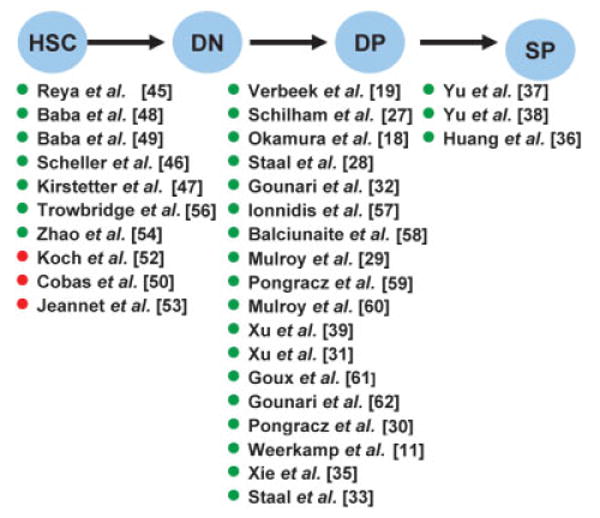 HSC DN DP SP
Reya et al. [45]
Baba et al. [48]
Baba et al. [49]
Scheller et al. [46]
Kirstetter et al. [47]
Trowbridge et al. [56]
Zhao et al. [54]
Koch et al. [52]
Cobas et al. [50]
Jeannet et al. [53]
Verbeek et al. [19]
Schilham et al. [27]
Okamura et al. [18]
Staal et al. [28]
Gounari et al. [32]
Ionnidis et al. [57]
Balciunaite et al. [58]
Mulroy et al. [29]
Pongracz et al. [59]
Mulroy et al. [60]
Xu et al. [39]
Xu et al. [31]
Goux et al. [61]
Gounari et al. [62]
Pongracz et al. [30]
Weerkamp et al. [11]
Xie et al. [35]
Staal et al. [33]
Yu et al. [37]
Yu et al. [38]
Huang et al. [36]